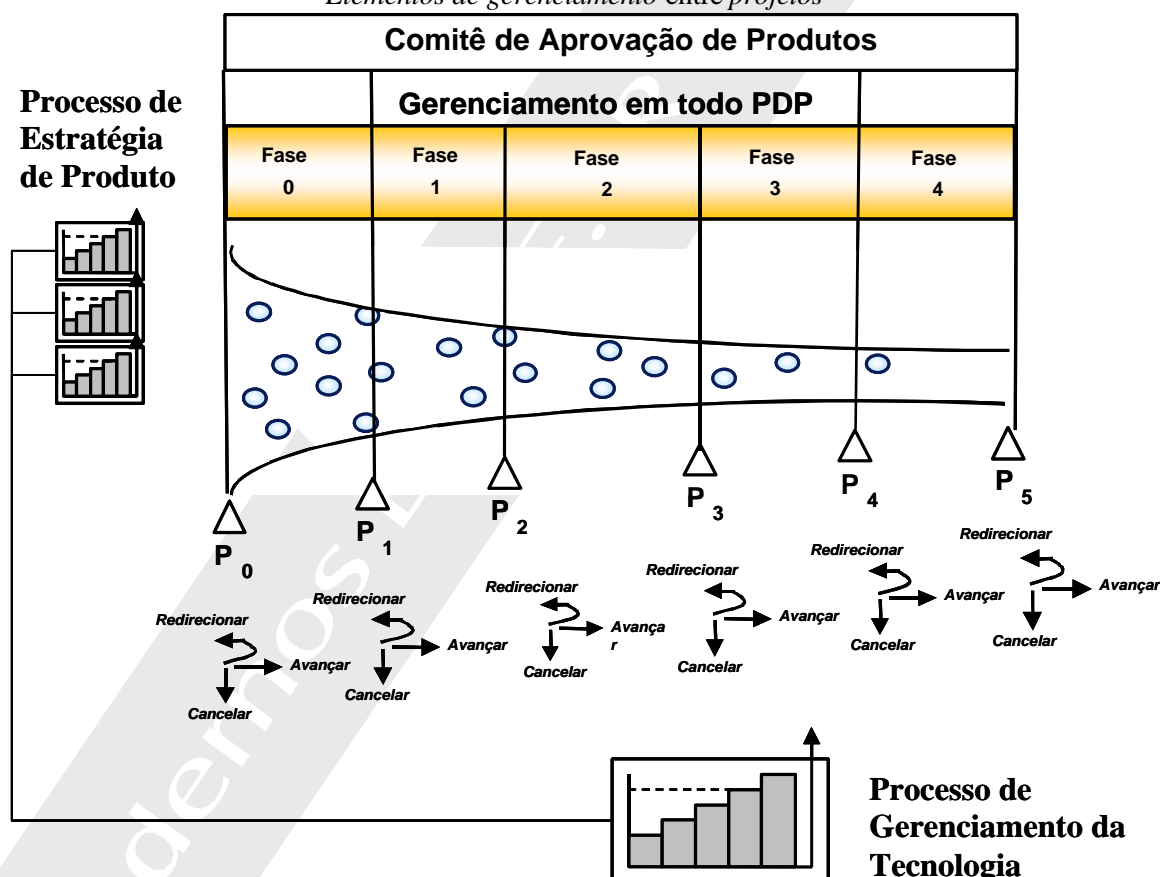 Elementos de gerenciamento entre projetos
Comitê de Aprovação de Produtos
Processo de
Estratégia
de Produto
Gerenciamento em todo PDP
Fase
0
Fase
1
Fase
2
Fase
3
Fase
4
P 0
P 1
P 2
P 3
P 4
P 5
Redirecionar
Avançar
Cancelar
Redirecionar
Avançar
Cancelar
Redirecionar
Avança
r
Cancelar
Redirecionar
Avançar
Cancelar
Redirecionar
Avançar
Cancelar
Redirecionar
Avançar
Cancelar
Processo de
Gerenciamento da
Tecnologia